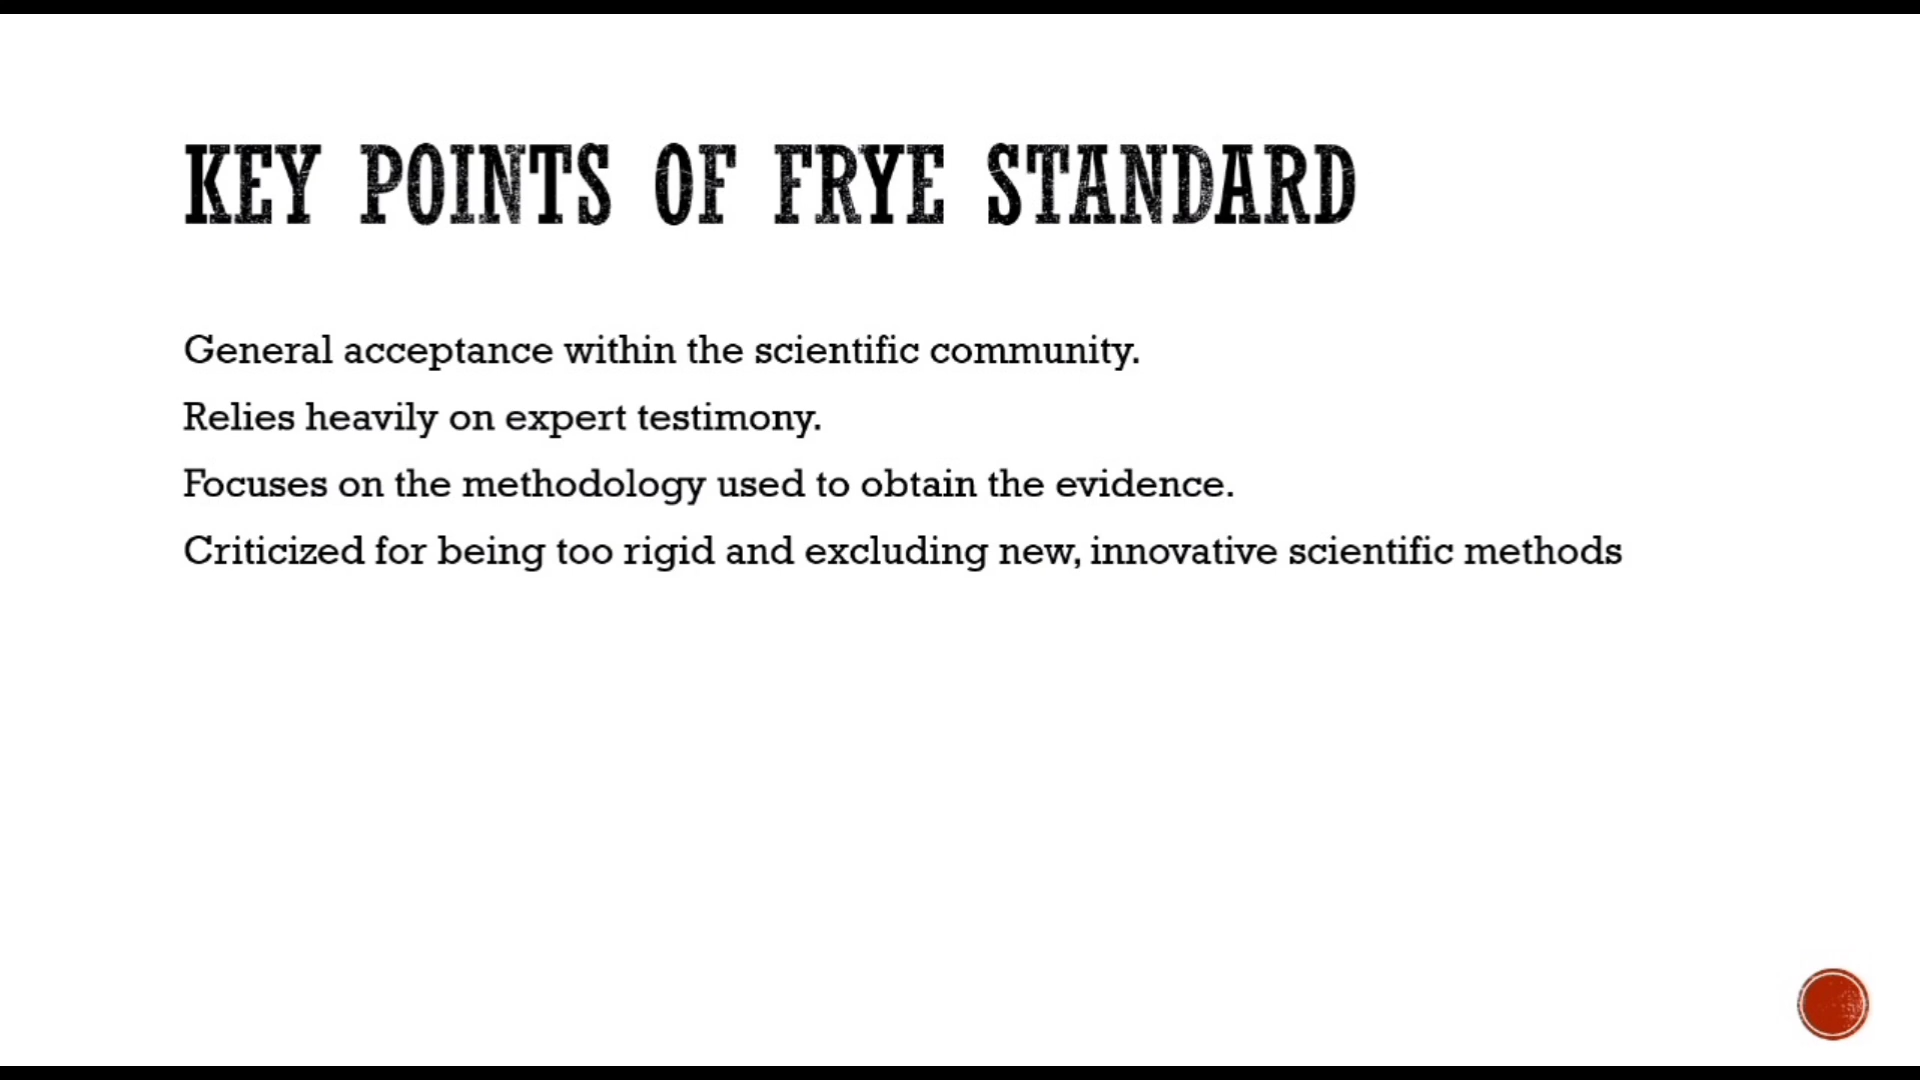 KEY POINTS OF FRYE STANDARD
General acceptance within the scientific community.
Relies heavily on expert testimony.
Focuses on the methodology used to obtain the evidence.
Criticized for being too rigid and excluding new, innovative scientific methods